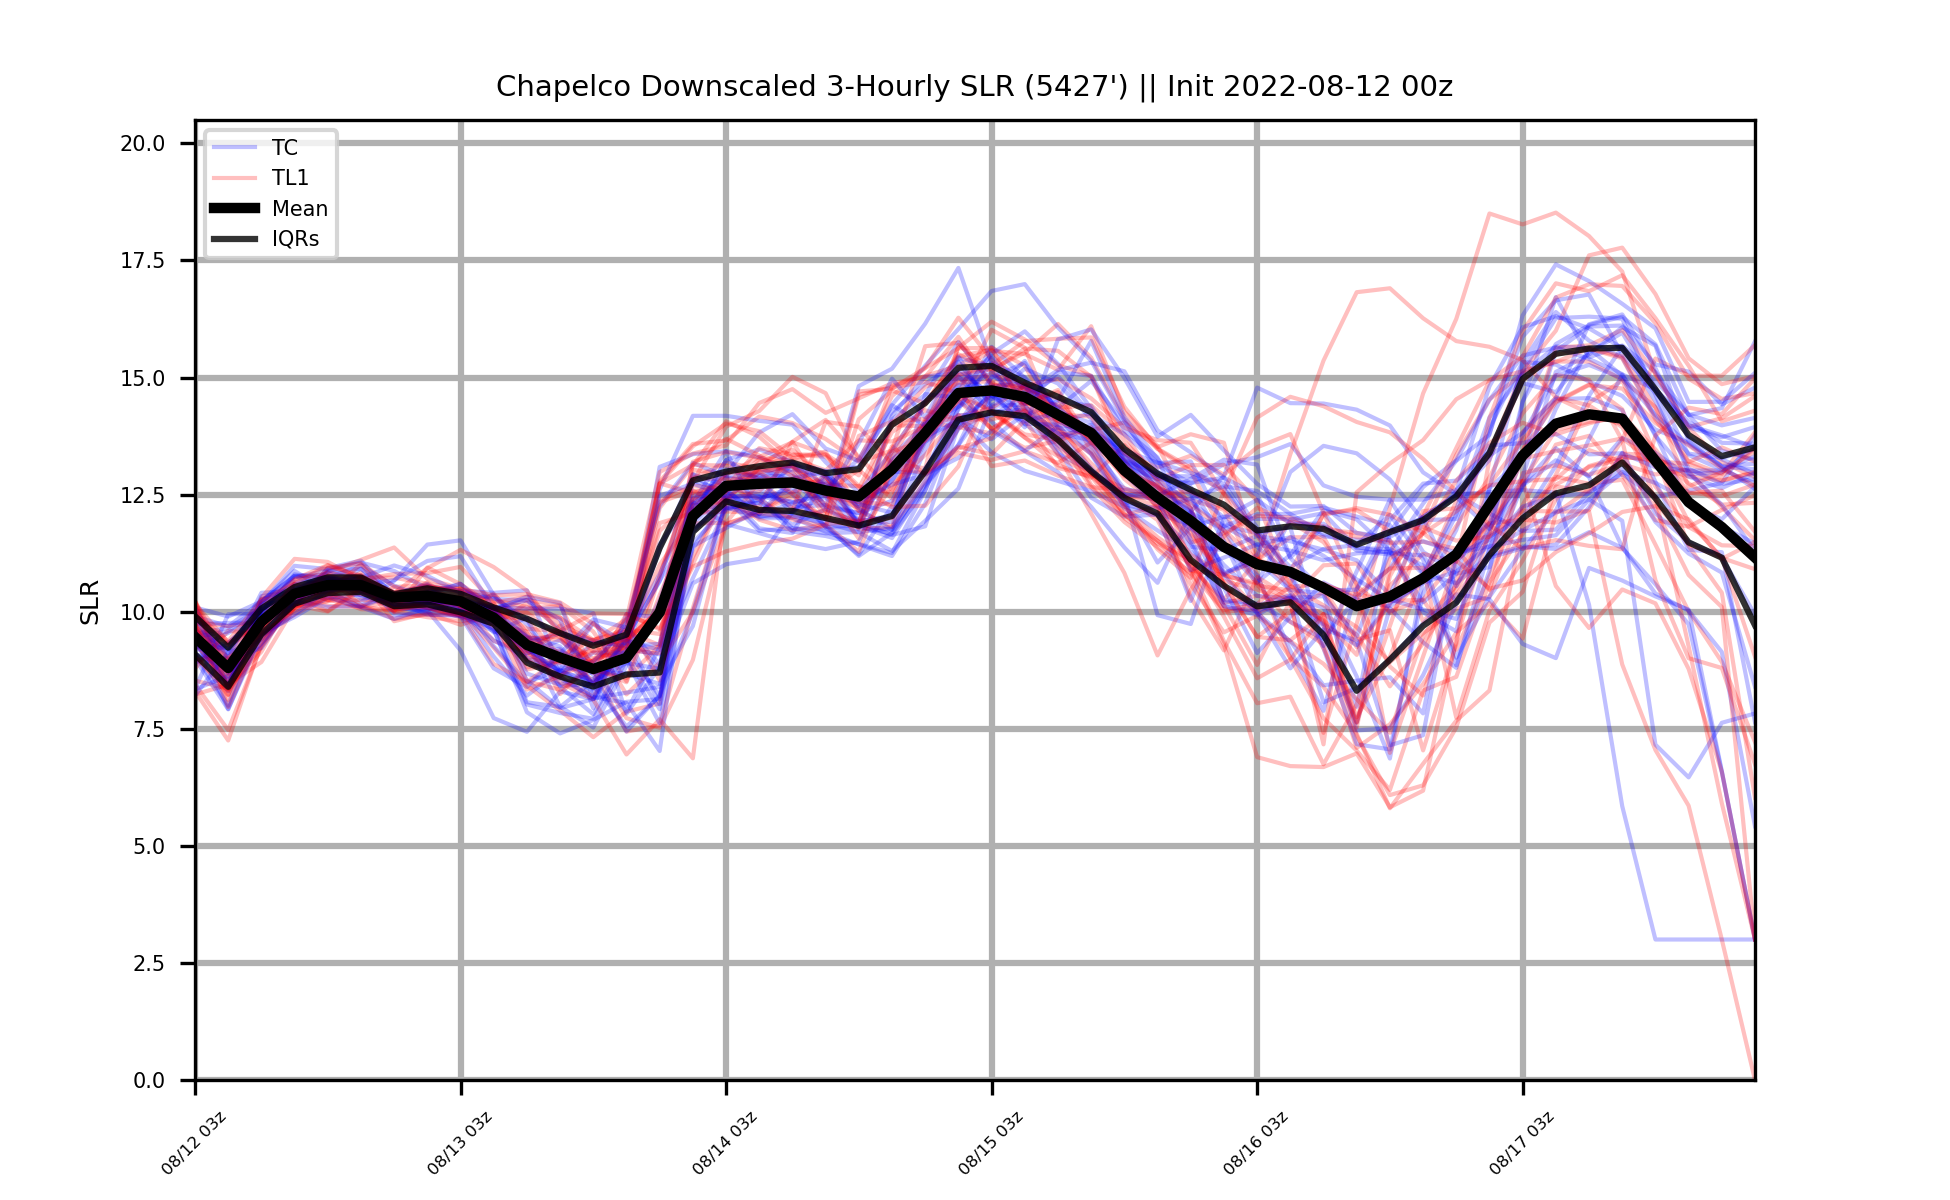 Chapelco Downscaled 3-Hourly SLR (5427') || Init 2022-08-12 00z
TC
TL1
Mean
IQRs
SLR
20.0
17.5
15.0
12.5
10.0
7.5
5.0
2.5
0.0
08/12 03z
08/13 03z
08/14 03z
08/15 03z
08/16 03z
08/17 03z